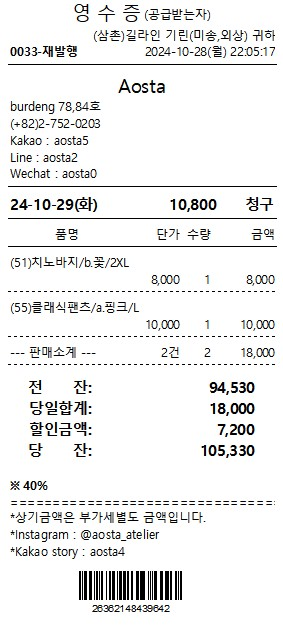 영 수 증 (공급받는자)
(삼촌)길라인 기린(미송,외상) 귀하
0033-재발행 2024-10-28(월) 22:05:17
Aosta
burdeng 78,84호
(+82)2-752-0203
Kakao : aosta5
Line : aosta2
Wechat : aosta0
24-10-29(화) 10,800 청구
품명 단가 수량 금액
(51)치노바지/b.꽃/2XL
8,000 1 8,000
(55)클래식팬츠/a.핑크/L
10,000 1 10,000
--- 판매소계 --- 2건 2 18,000
전 잔: 94,530
당일합계: 18,000
할인금액: 7,200
당 잔: 105,330
※ 40%
*상기금액은 부가세별도 금액입니다.
*Instagram : @aosta_atelier
*Kakao story : aosta4
26362148439642